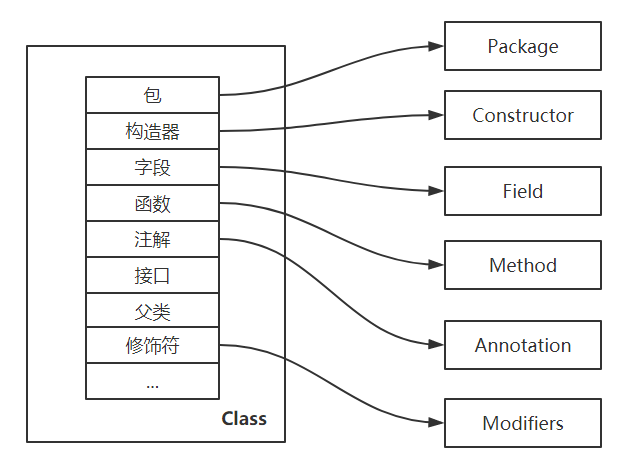 包
构造器
字段
函数
注解
接口
父类
修饰符
...
Class
Package
Constructor
Field
Method
Annotation
Modifiers